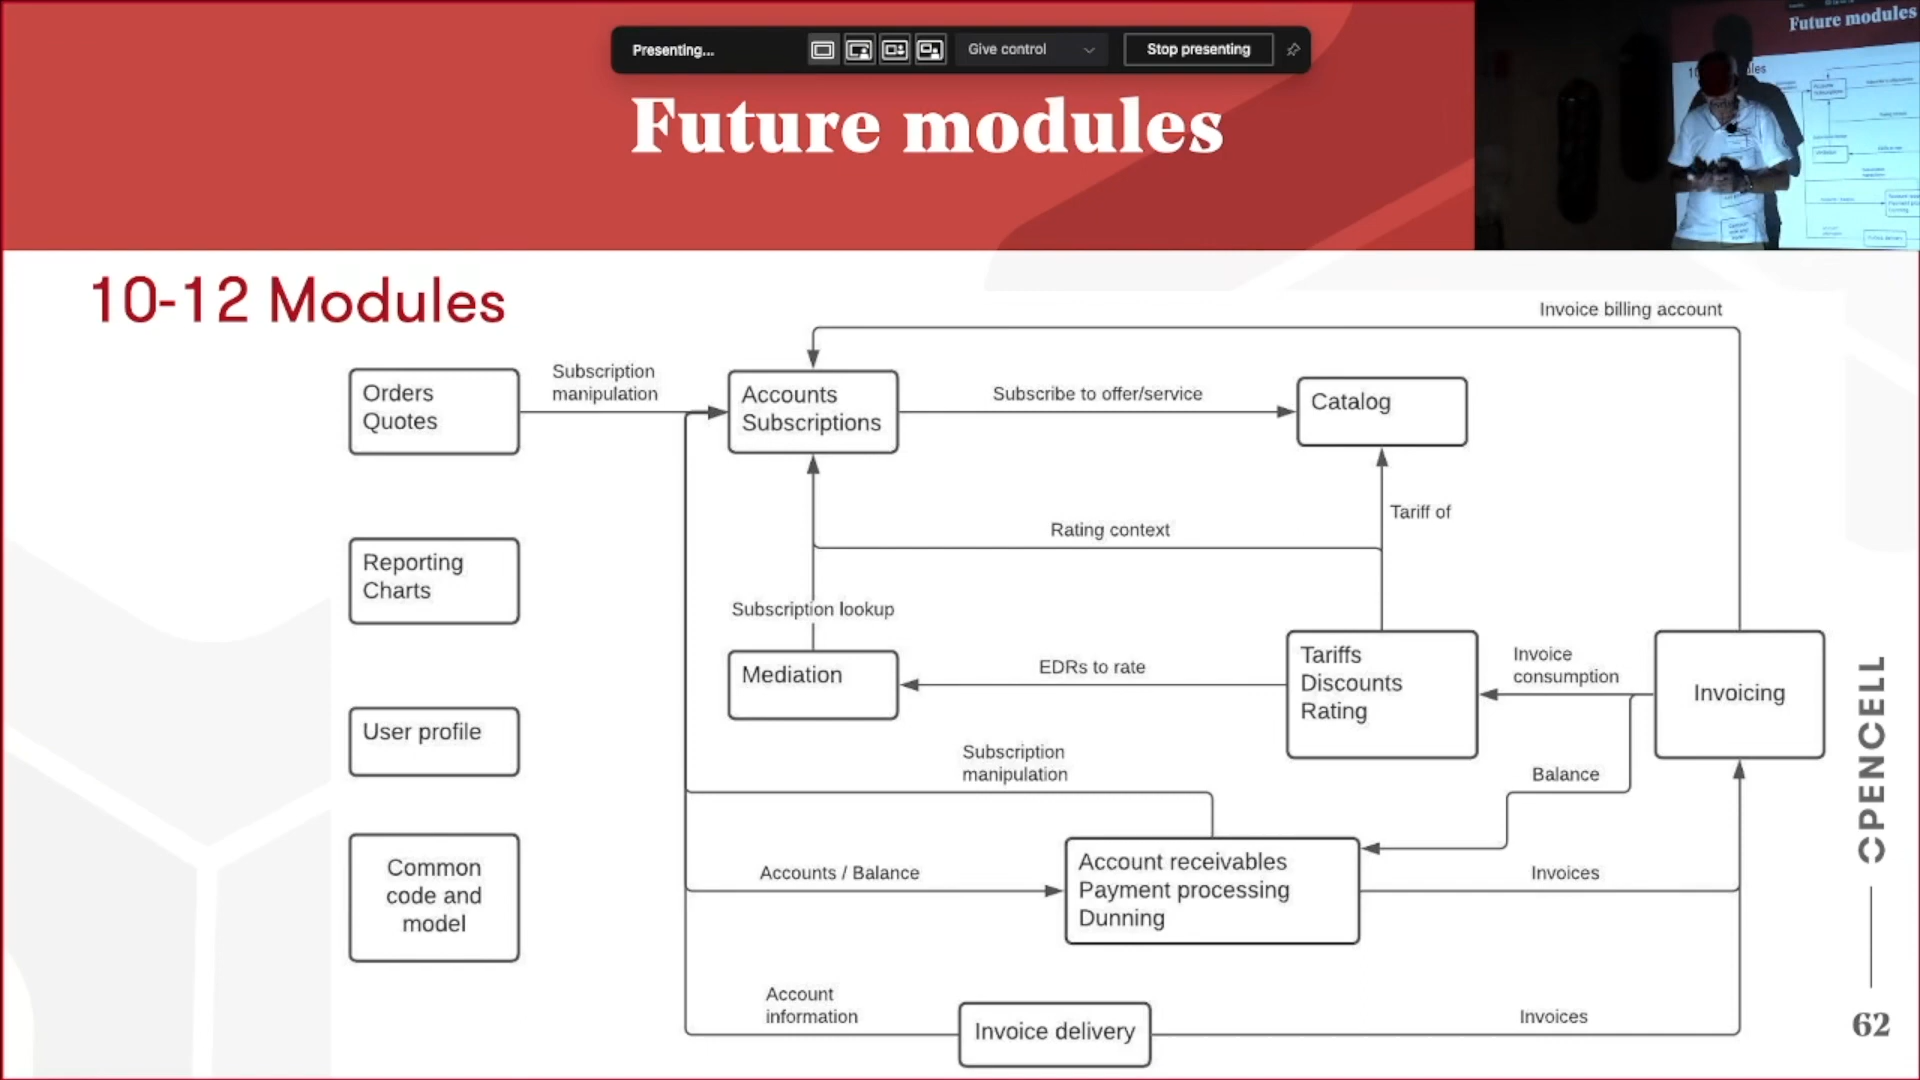 Presenting...
Give control
Stop presenting
Future modules
Future modules
10-12 Modules
Invoice billing account
Orders
Quotes
Subscription
manipulation
Accounts
Subscriptions
Subscribe to offer/service
Catalog
Reporting
Charts
Rating context
Tariff of
Subscription lookup
Mediation
EDRs to rate
Tariffs
Discounts
Rating
Invoice
consumption
Invoicing
User profile
Subscription
manipulation
Balance
Common
code and
model
Accounts / Balance
Account receivables
Payment processing
Dunning
Invoices
Account
information
Invoice delivery
Invoices
OPENCELL
62